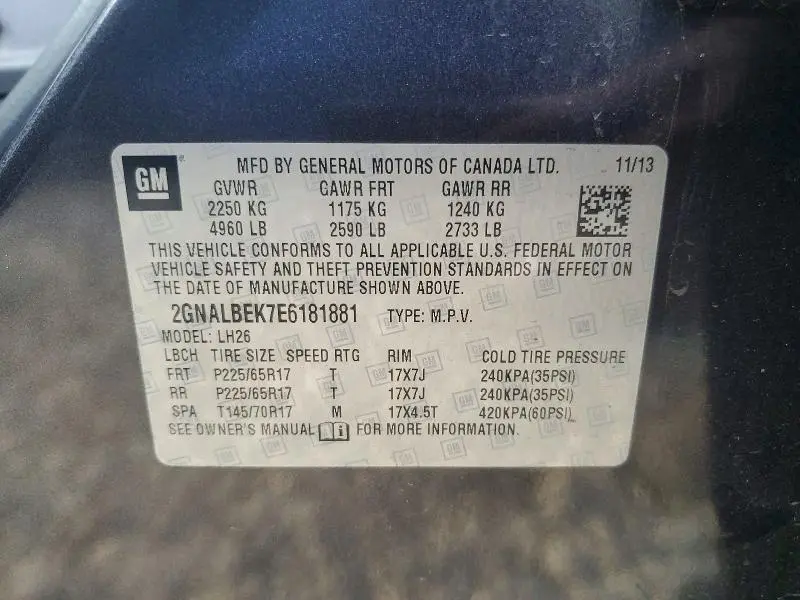 GM MFD BY GENERAL MOTORS OF CANADA LTD. 11/13
GVWR GAWR FRT GAWR RR
2250 KG 1175 KG 1240 KG
4960 LB 2590 LB 2733 LB
THIS VEHICLE CONFORMS TO ALL APPLICABLE U.S. FEDERAL MOTOR
VEHICLE SAFETY AND THEFT PREVENTION STANDARDS IN EFFECT ON
THE DATE OF MANUFACTURE SHOWN ABOVE.
2GNALBEK7E6181881 TYPE: M.P.V.
MODEL: LH26
LBCH TIRE SIZE SPEED RTG RIM COLD TIRE PRESSURE
FRT P225/65R17 T 17X7J 240KPA(35PSI)
RR P225/65R17 T 17X7J 240KPA(35PSI)
SPA T145/70R17 M 17X4.5T 420KPA(60PSI)
SEE OWNER'S MANUAL FOR MORE INFORMATION.